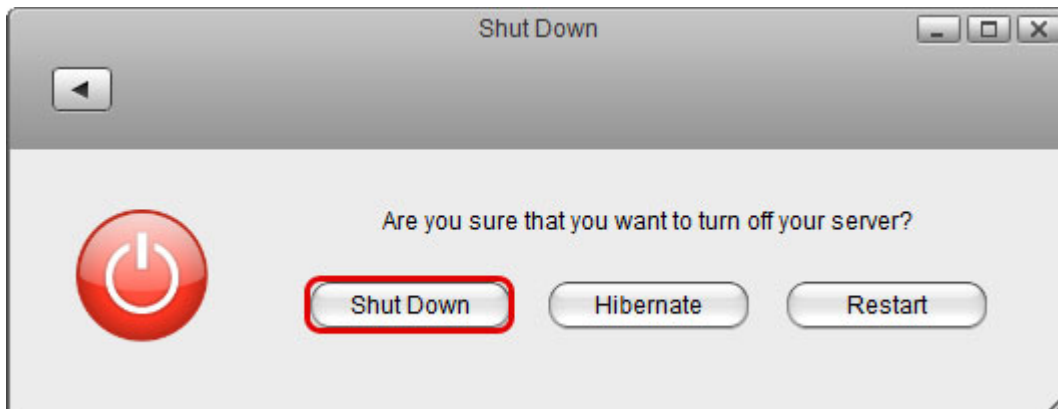 Shut Down
Are you sure that you want to turn off your server?
Shut Down
Hibernate
Restart